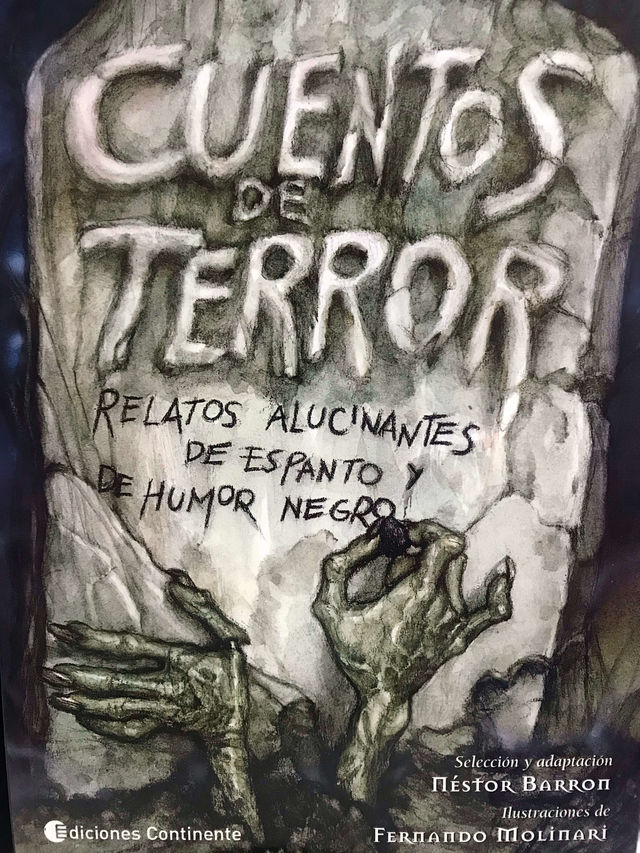 CUENTOS
DE
TERROR
RELATOS ALUCINANTES
DE ESPANTO Y
DE HUMOR NEGRO
Selección y adaptación
NÉSTOR BARRON
Ilustraciones de
FERNANDO MOLINARI
Ediciones Continente